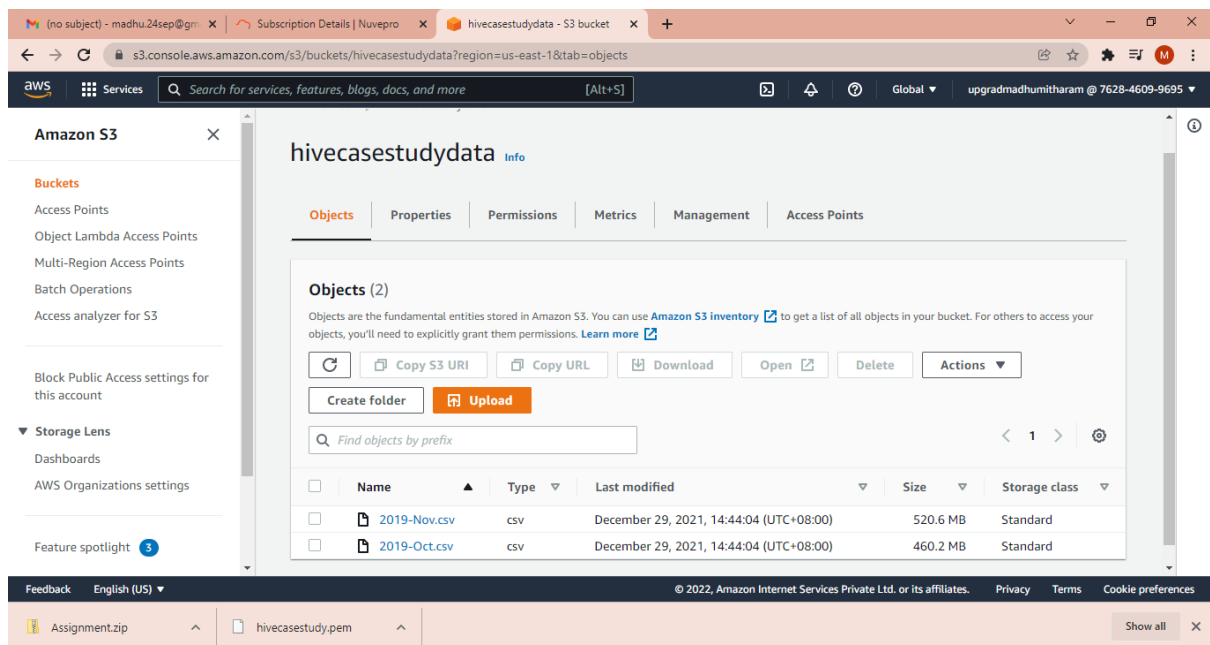 (no subject) - madhu.24sep@gm
Subscription Details | Nuvepro
hivecasestudydata - S3 bucket
s3.console.aws.amazon.com/s3/buckets/hivecasestudydata?region=us-east-1&tab=objects
M
aws
Services
Search for services, features, blogs, docs, and more
[Alt+S]
Global
upgradmadhumitharam @ 7628-4609-9695
Amazon S3
Buckets
Access Points
Object Lambda Access Points
Multi-Region Access Points
Batch Operations
Access analyzer for S3
Block Public Access settings for
this account
Storage Lens
Dashboards
AWS Organizations settings
Feature spotlight 3
hivecasestudydata Info
Objects
Properties
Permissions
Metrics
Management
Access Points
Objects (2)
Objects are the fundamental entities stored in Amazon S3. You can use Amazon S3 inventory to get a list of all objects in your bucket. For others to access your
objects, you'll need to explicitly grant them permissions. Learn more
Copy S3 URI
Copy URL
Download
Open
Delete
Actions
Create folder
Upload
Find objects by prefix
1
Name Type Last modified Size Storage class
2019-Nov.csv csv December 29, 2021, 14:44:04 (UTC+08:00) 520.6 MB Standard
2019-Oct.csv csv December 29, 2021, 14:44:04 (UTC+08:00) 460.2 MB Standard
Feedback
English (US)
© 2022, Amazon Internet Services Private Ltd. or its affiliates.
Privacy
Terms
Cookie preferences
Assignment.zip
hivecasestudy.pem
Show all